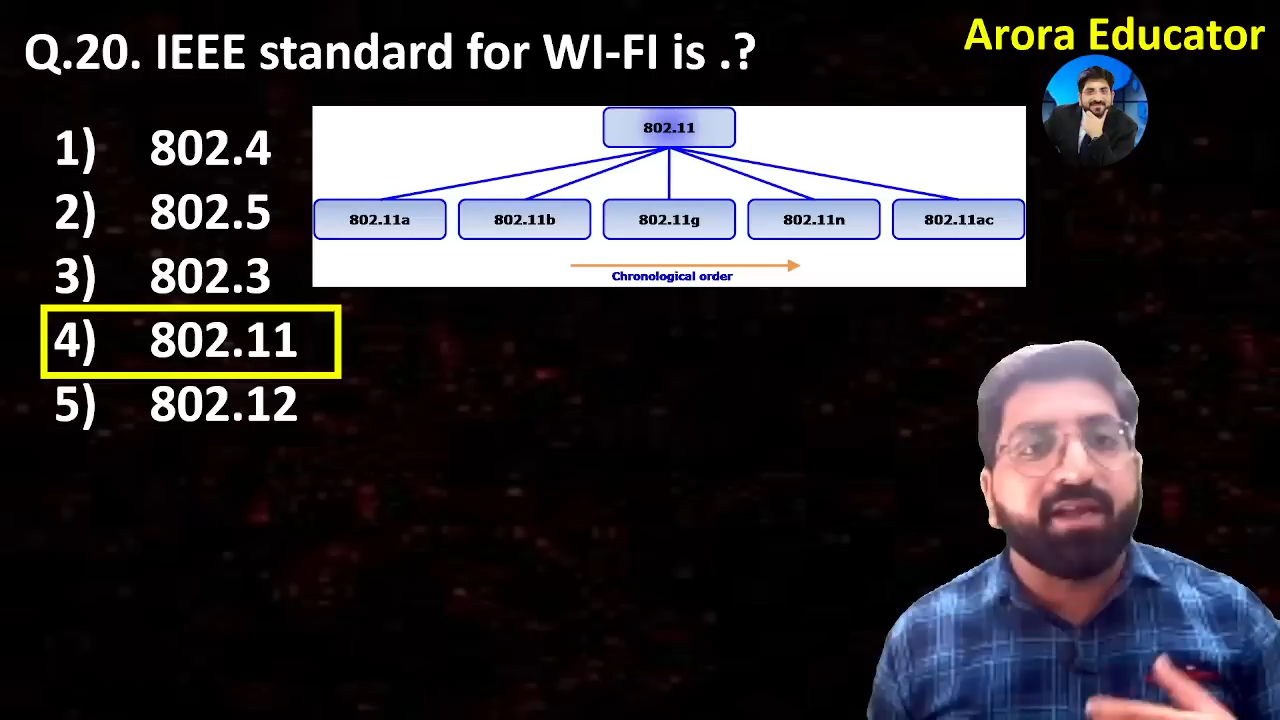 Q.20. IEEE standard for WI-FI is .?
Arora Educator
1) 802.4
2) 802.5
3) 802.3
4) 802.11
5) 802.12
802.11
802.11a 802.11b 802.11g 802.11n 802.11ac
Chronological order